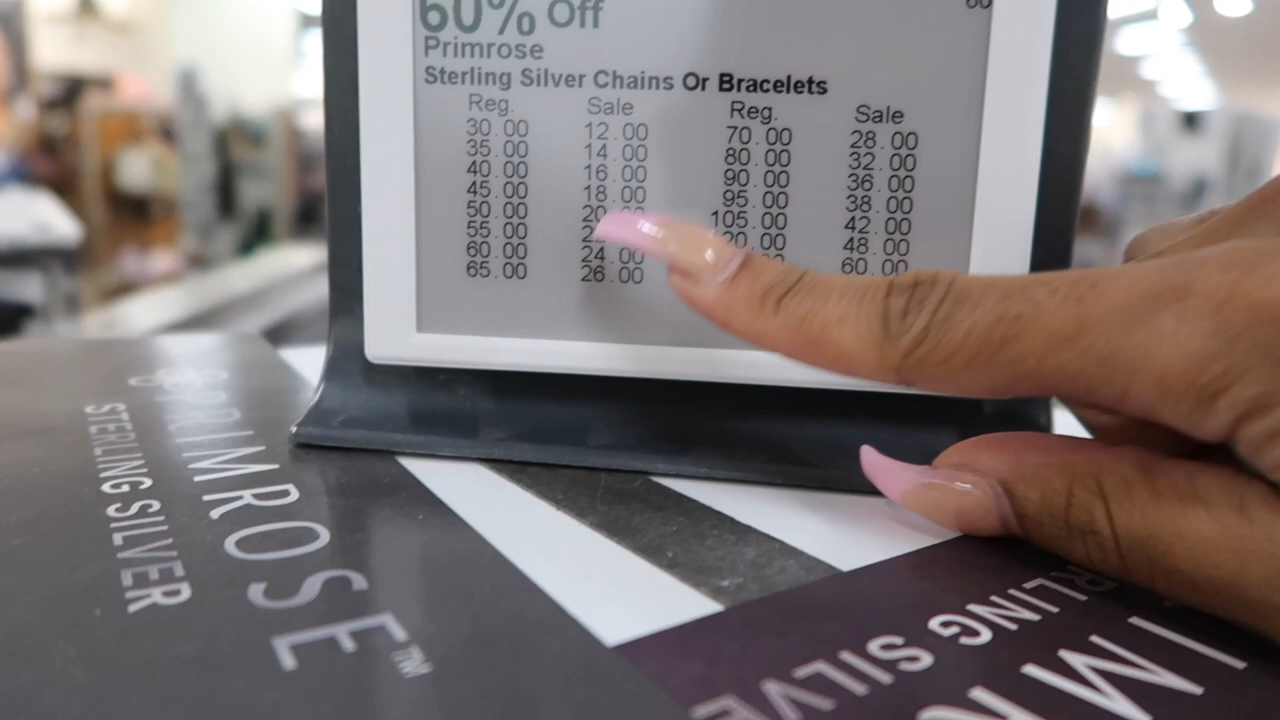 60% Off
60
Primrose
Sterling Silver Chains Or Bracelets
Reg. Sale Reg. Sale
30.00 12.00 70.00 28.00
35.00 14.00 80.00 32.00
40.00 16.00 90.00 36.00
45.00 18.00 95.00 38.00
50.00 105.00 42.00
55.00 48.00
60.00 24.00 60.00
65.00 26.00
PRIMROSE™
STERLING SILVER